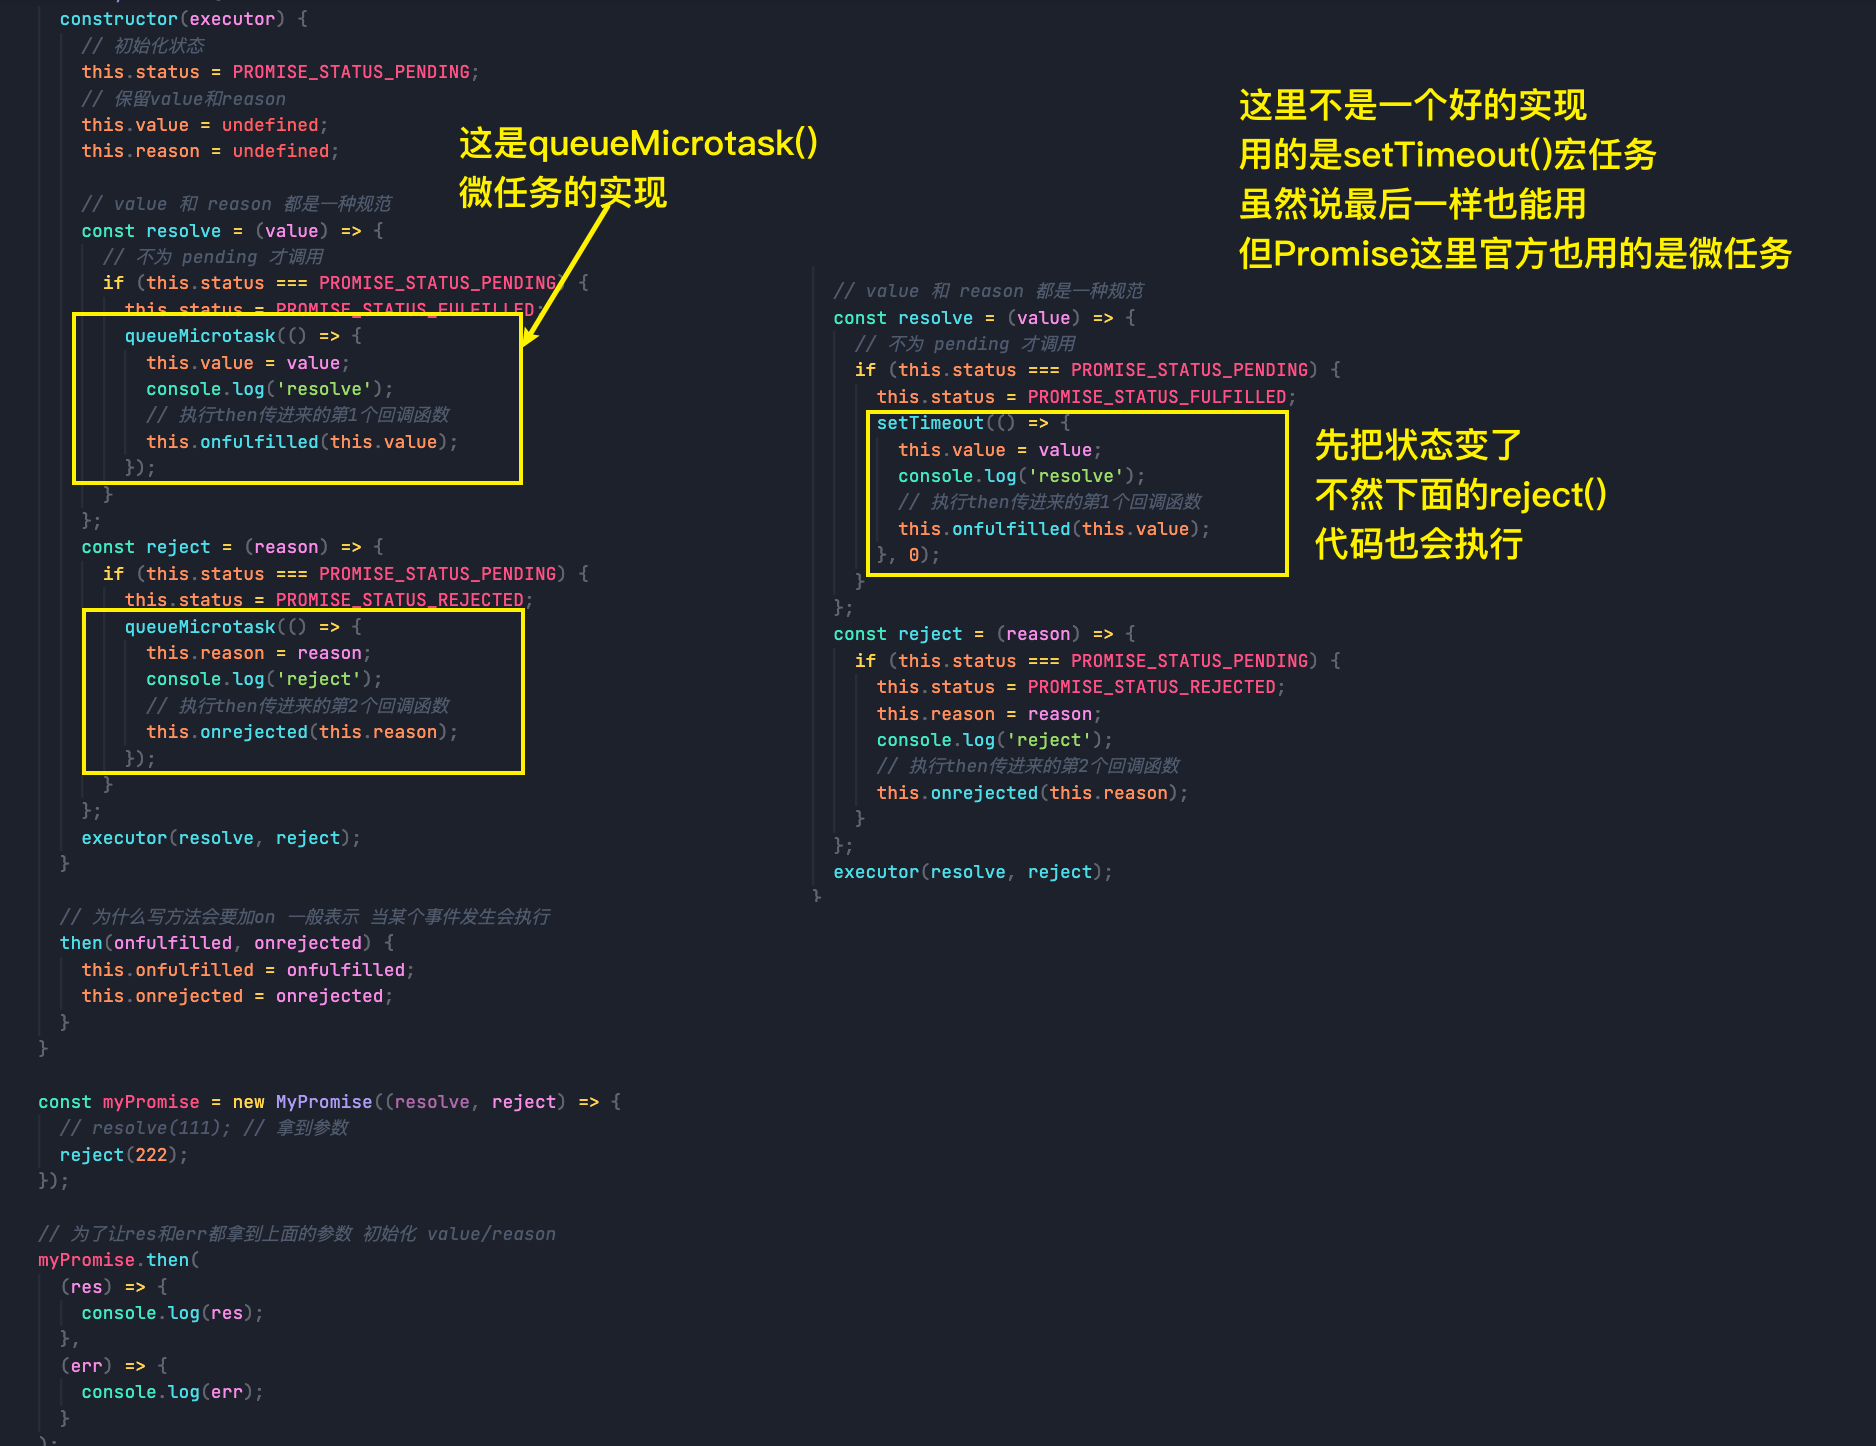 constructor(executor) {
// 初始化状态
this.status = PROMISE_STATUS_PENDING;
// 保留value和reason
this.value = undefined;
this.reason = undefined;
// value 和 reason 都是一种规范
const resolve = (value) => {
// 不为 pending 才调用
if (this.status === PROMISE_STATUS_PENDING) {
this.status = PROMISE_STATUS_FULFILLED;
queueMicrotask(() => {
this.value = value;
console.log('resolve');
// 执行then传进来的第1个回调函数
this.onfulfilled(this.value);
});
}
};
const reject = (reason) => {
if (this.status === PROMISE_STATUS_PENDING) {
this.status = PROMISE_STATUS_REJECTED;
queueMicrotask(() => {
this.reason = reason;
console.log('reject');
// 执行then传进来的第2个回调函数
this.onrejected(this.reason);
});
}
};
executor(resolve, reject);
}
// 为什么写方法会要加on 一般表示 当某个事件发生会执行
then(onfulfilled, onrejected) {
this.onfulfilled = onfulfilled;
this.onrejected = onrejected;
}
}
const myPromise = new MyPromise((resolve, reject) => {
// resolve(111); // 拿到参数
reject(222);
});
// 为了让res和err都拿到上面的参数 初始化 value/reason
myPromise.then(
(res) => {
console.log(res);
},
(err) => {
console.log(err);
}
);
这是queueMicrotask()
微任务的实现
这里不是一个好的实现
用的是setTimeout()宏任务
虽然说最后一样也能用
但Promise这里官方也用的是微任务
// value 和 reason 都是一种规范
const resolve = (value) => {
// 不为 pending 才调用
if (this.status === PROMISE_STATUS_PENDING) {
this.status = PROMISE_STATUS_FULFILLED;
setTimeout(() => {
this.value = value;
console.log('resolve');
// 执行then传进来的第1个回调函数
this.onfulfilled(this.value);
}, 0);
}
};
const reject = (reason) => {
if (this.status === PROMISE_STATUS_PENDING) {
this.status = PROMISE_STATUS_REJECTED;
this.reason = reason;
console.log('reject');
// 执行then传进来的第2个回调函数
this.onrejected(this.reason);
}
};
executor(resolve, reject);
}
先把状态变了
不然下面的reject()
代码也会执行